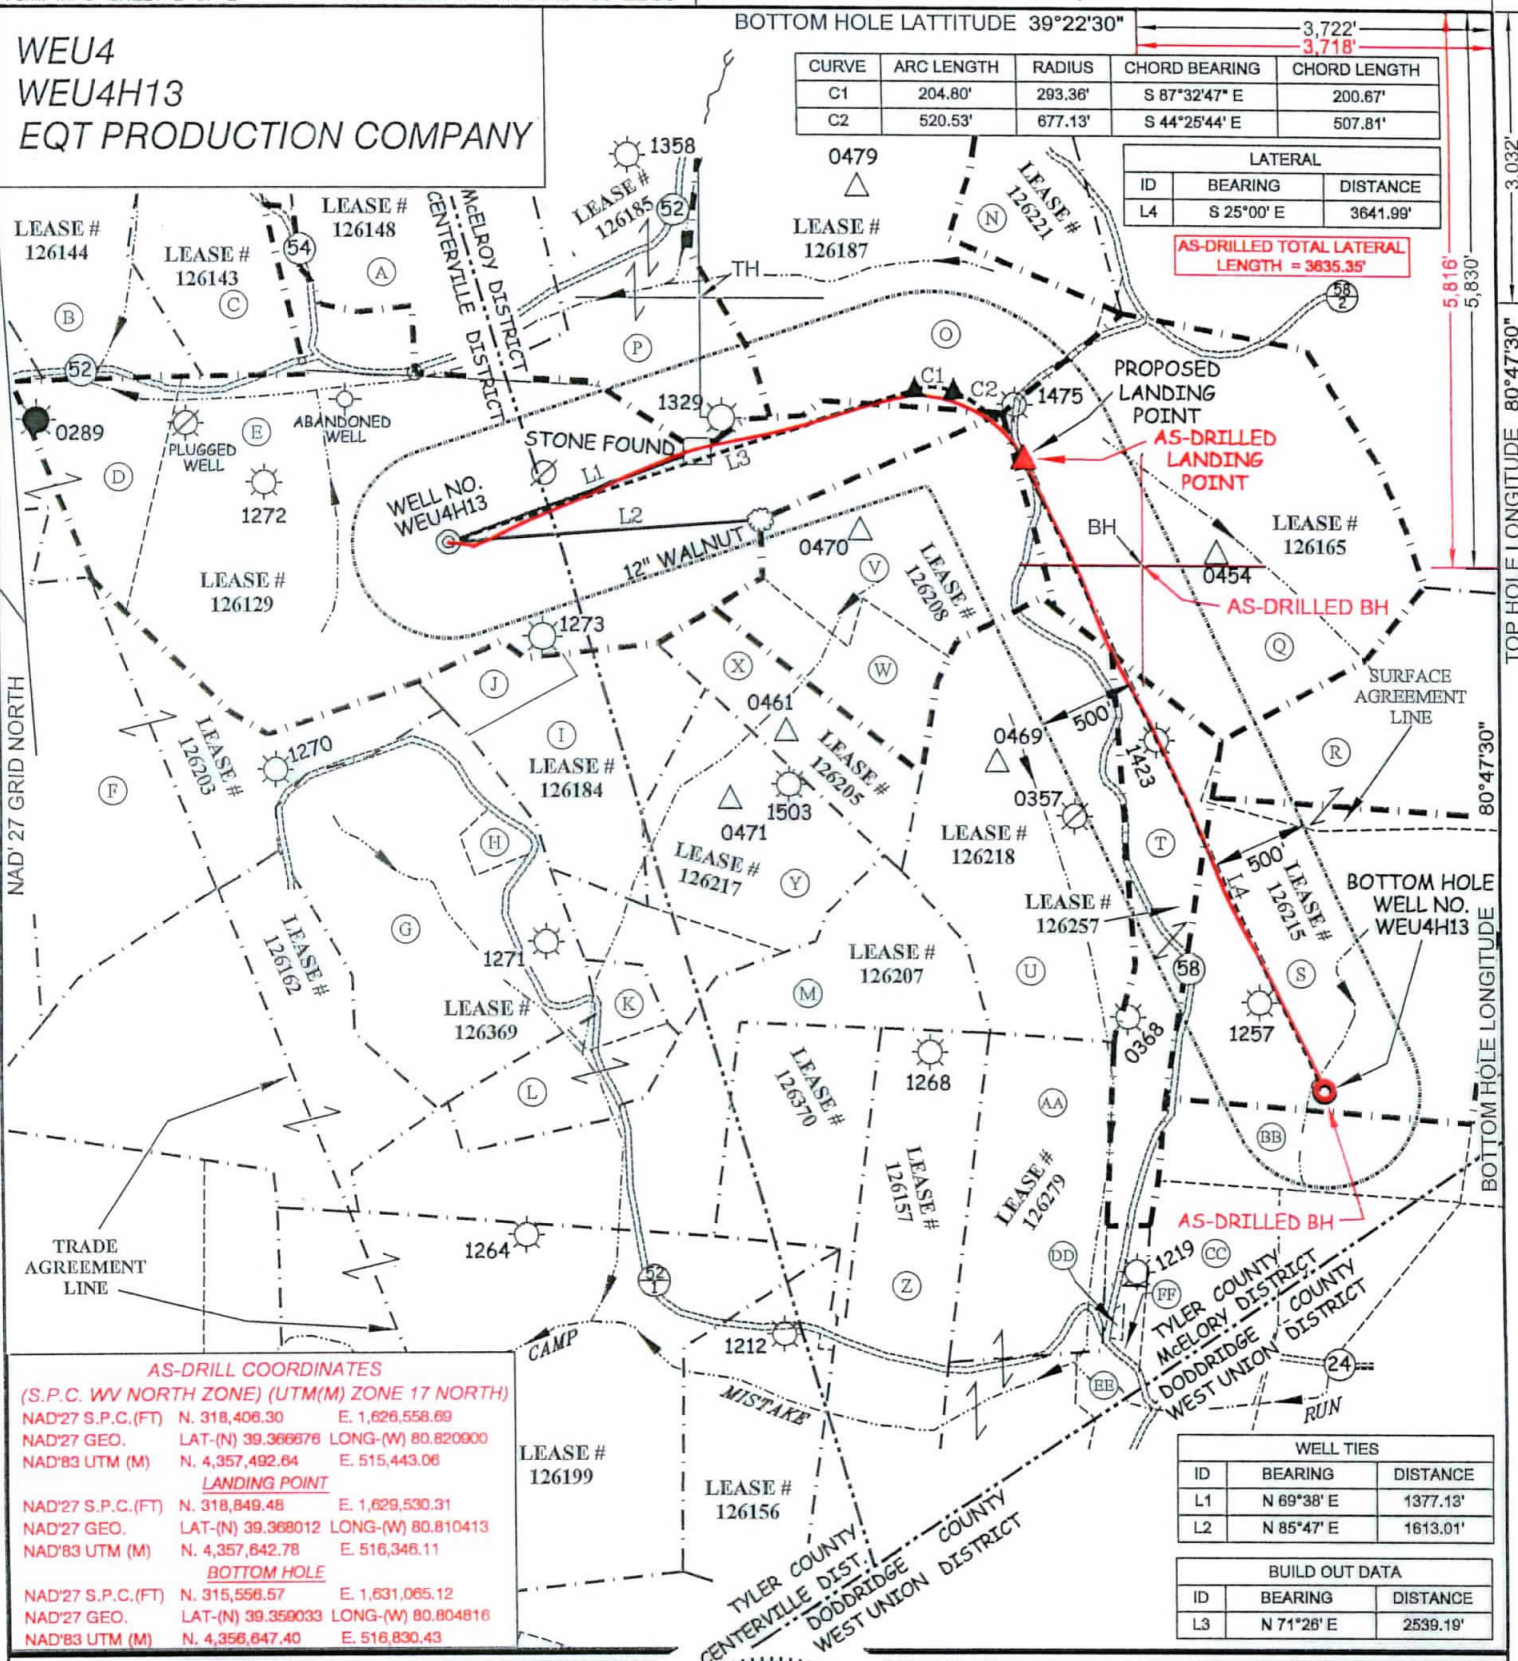 WEU4
WEU4H13
EQT PRODUCTION COMPANY
BOTTOM HOLE LATTITUDE 39°22'30"
3,722'
3,718'
CURVE ARC LENGTH RADIUS CHORD BEARING CHORD LENGTH
C1 204.80' 293.36' S 87°32'47" E 200.67'
C2 520.53' 677.13' S 44°25'44' E 507.81'
LATERAL
ID BEARING DISTANCE
L4 S 25°00' E 3641.99'
AS-DRILLED TOTAL LATERAL
LENGTH = 3635.35'
5,816'
5,830'
3,032'
TOP HOLE LONGITUDE 80°47'30"
BOTTOM HOLE LONGITUDE 80°47'30"
NAD'27 GRID NORTH
LEASE #
126144
LEASE #
126143
LEASE #
126148
LEASE #
126185
LEASE #
126187
LEASE #
126221
McELROY DISTRICT
CENTERVILLE DISTRICT
1358
0479
52
54
52
58
2
TH
A
B
C
N
O
P
C1
C2
1475
PROPOSED
LANDING
POINT
AS-DRILLED
LANDING
POINT
1329
STONE FOUND
L1
L3
L2
WELL NO.
WEU4H13
12" WALNUT
0289
PLUGGED
WELL
E
ABANDONED
WELL
D
1272
LEASE #
126129
1273
0470
V
LEASE #
126208
BH
0454
LEASE #
126165
AS-DRILLED BH
Q
SURFACE
AGREEMENT
LINE
R
J
X
W
0461
I
LEASE #
126184
LEASE #
126205
0469
500'
1423
0357
LEASE #
126203
1270
F
0471
1503
H
LEASE #
126217
Y
LEASE #
126218
T
500'
L4
LEASE #
126215
BOTTOM HOLE
WELL NO.
WEU4H13
LEASE #
126257
G
LEASE #
126162
1271
LEASE #
126207
U
58
S
K
M
LEASE #
126369
1257
0368
L
LEASE #
126370
1268
AA
BB
LEASE #
126157
LEASE #
126279
AS-DRILLED BH
TRADE
AGREEMENT
LINE
1264
52
1
Z
DD
1219
CC
FF
EE
TYLER COUNTY
McELORY DISTRICT
DODDRIDGE COUNTY
WEST UNION DISTRICT
24
CAMP
1212
MISTAKE
RUN
AS-DRILL COORDINATES
(S.P.C. WV NORTH ZONE) (UTM(M) ZONE 17 NORTH)
NAD'27 S.P.C.(FT) N. 318,406.30 E. 1,626,558.69
NAD'27 GEO. LAT-(N) 39.366676 LONG-(W) 80.820900
NAD'83 UTM (M) N. 4,357,492.64 E. 515,443.06
LANDING POINT
NAD'27 S.P.C.(FT) N. 318,849.48 E. 1,629,530.31
NAD'27 GEO. LAT-(N) 39.368012 LONG-(W) 80.810413
NAD'83 UTM (M) N. 4,357,642.78 E. 516,346.11
BOTTOM HOLE
NAD'27 S.P.C.(FT) N. 315,556.57 E. 1,631,065.12
NAD'27 GEO. LAT-(N) 39.359033 LONG-(W) 80.804816
NAD'83 UTM (M) N. 4,356,647.40 E. 516,830.43
LEASE #
126199
LEASE #
126156
TYLER COUNTY
CENTERVILLE DIST.
DODDRIDGE COUNTY
WEST UNION DISTRICT
WELL TIES
ID BEARING DISTANCE
L1 N 69°38' E 1377.13'
L2 N 85°47' E 1613.01'
BUILD OUT DATA
ID BEARING DISTANCE
L3 N 71°26' E 2539.19'